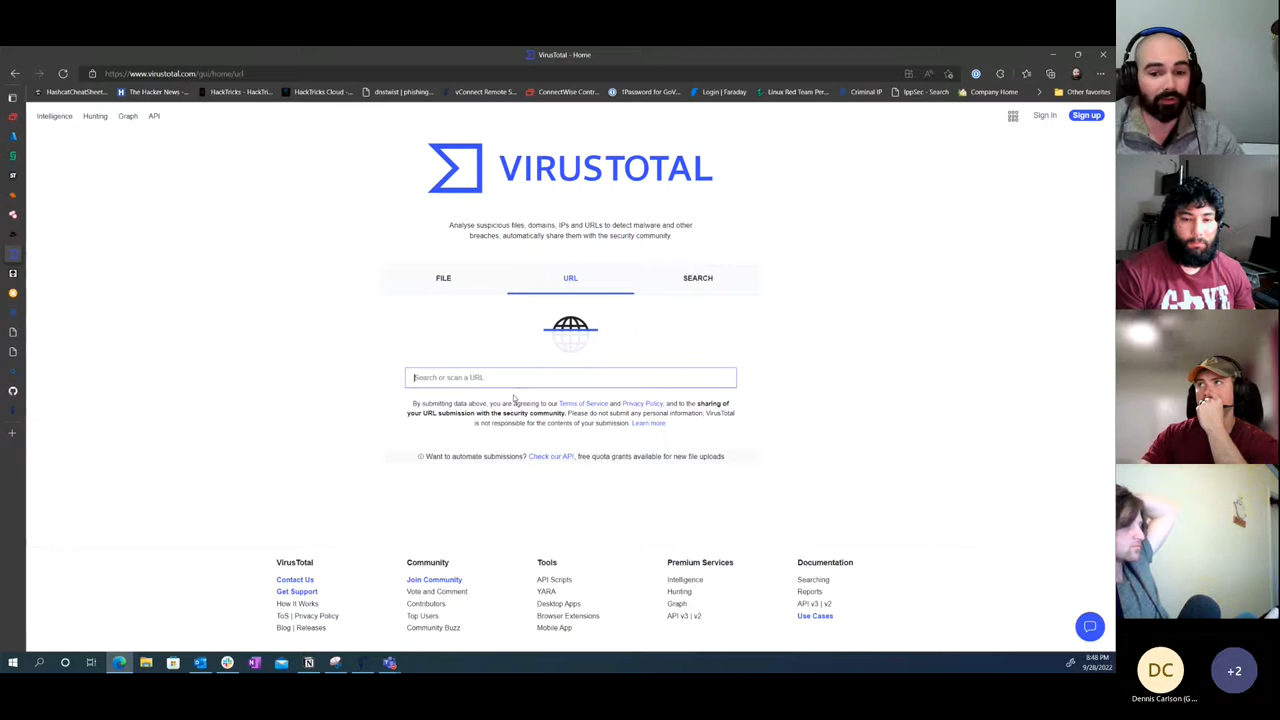 VirusTotal - Home
https://www.virustotal.com/gui/home/url
HashcatCheatSheet...
The Hacker News -...
HackTricks - HackTri...
HackTricks Cloud -...
dnstwist | phishing...
vConnect Remote S...
ConnectWise Contr...
1Password for GoV...
Login | Faraday
Linux Red Team Per...
Criminal IP
IppSec - Search
Company Home
Other favorites
Intelligence
Hunting
Graph
API
Sign in
Sign up
VIRUSTOTAL
Analyse suspicious files, domains, IPs and URLs to detect malware and other
breaches, automatically share them with the security community.
FILE
URL
SEARCH
Search or scan a URL
By submitting data above, you are agreeing to our Terms of Service and Privacy Policy, and to the sharing of
your URL submission with the security community. Please do not submit any personal information; VirusTotal
is not responsible for the contents of your submission. Learn more.
Want to automate submissions? Check our API, free quota grants available for new file uploads
VirusTotal
Contact Us
Get Support
How It Works
ToS | Privacy Policy
Blog | Releases
Community
Join Community
Vote and Comment
Contributors
Top Users
Community Buzz
Tools
API Scripts
YARA
Desktop Apps
Browser Extensions
Mobile App
Premium Services
Intelligence
Hunting
Graph
API v3 | v2
Documentation
Searching
Reports
API v3 | v2
Use Cases
8:48 PM
9/28/2022
DC
Dennis Carlson (G...
+2